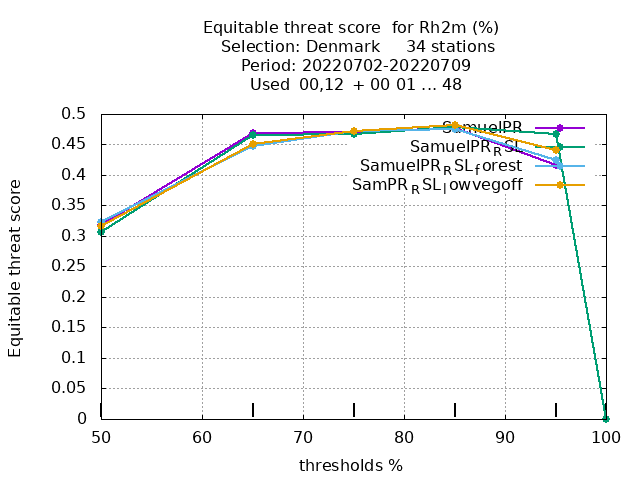 Equitable threat score for Rh2m (%)
Selection: Denmark 34 stations
Period: 20220702-20220709
Used 00,12 + 00 01 ... 48
Equitable threat score
0.5
0.45
0.4
0.35
0.3
0.25
0.2
0.15
0.1
0.05
0
SamuelPR
SamuelPR_RSL
SamuelPR_RSL_forest
SamPR_RSL_lowvegoff
50 60 70 80 90 100
thresholds %